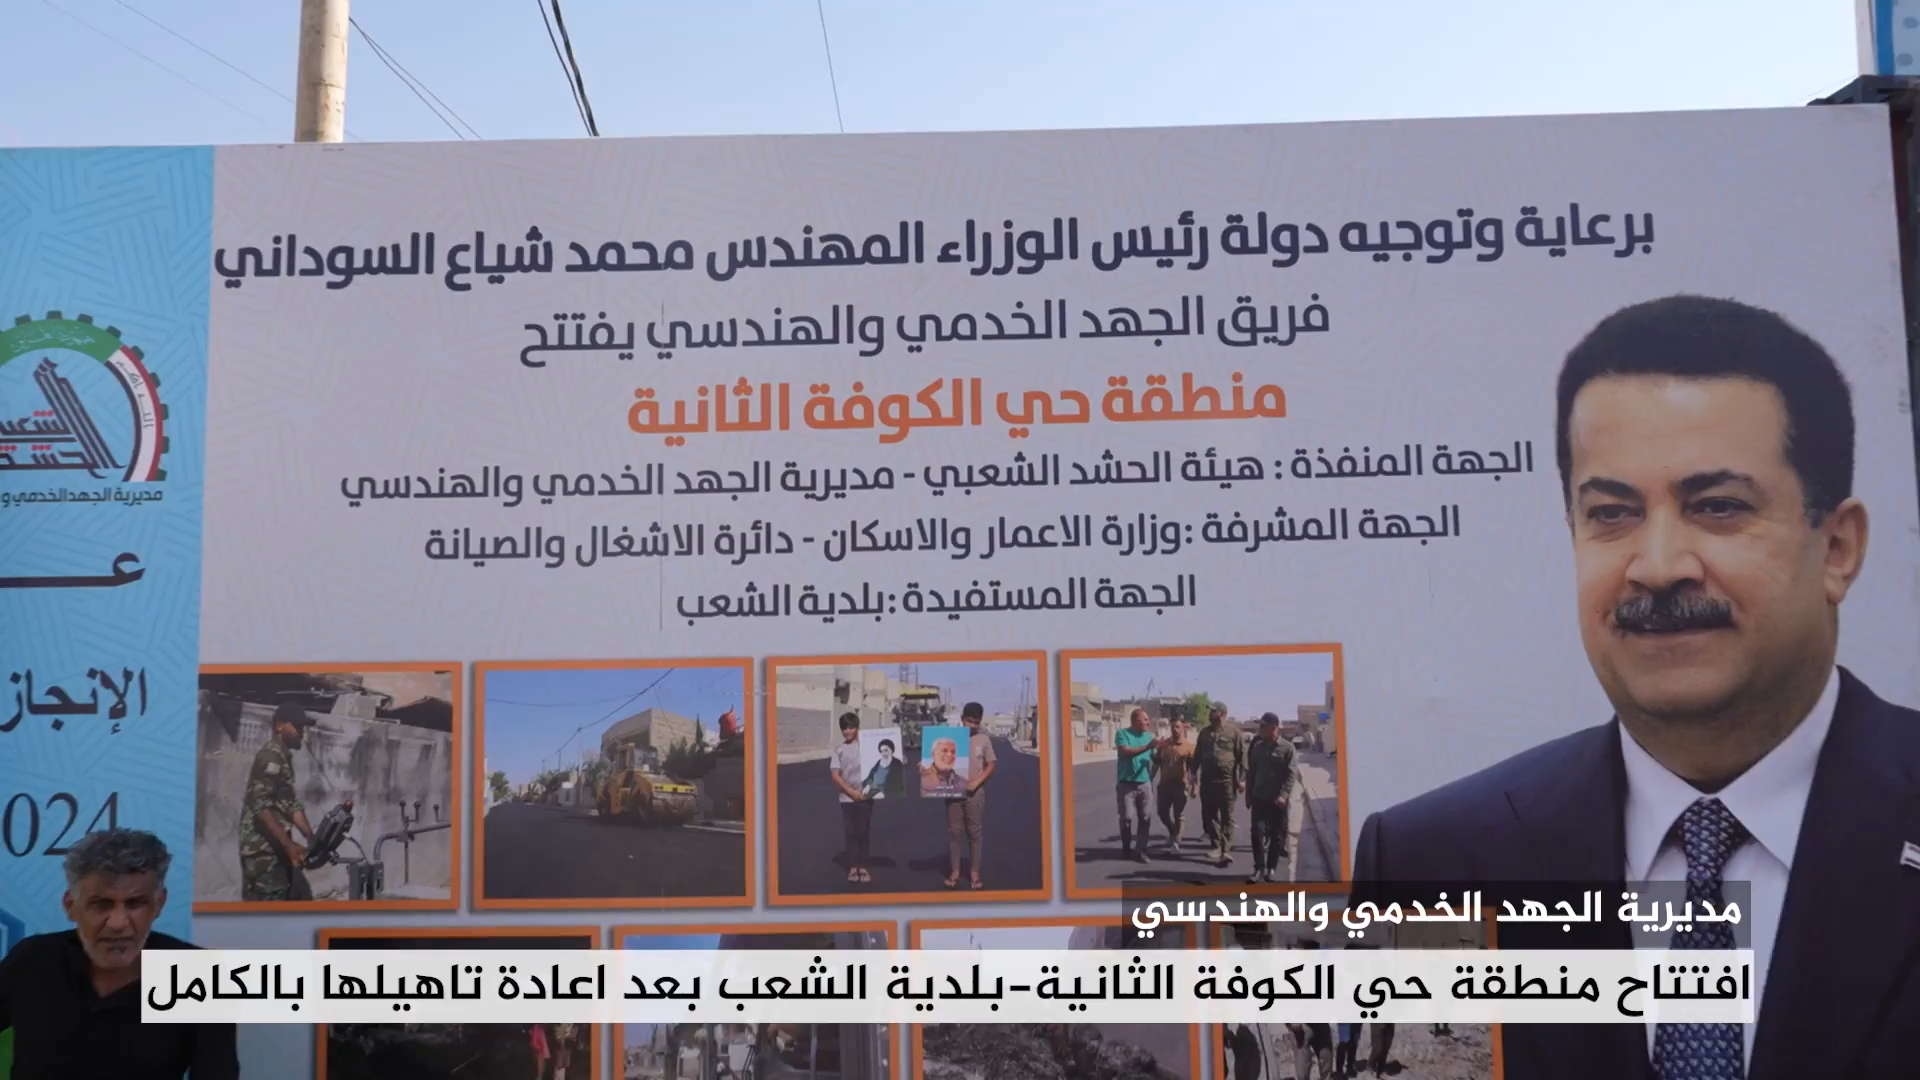 برعاية وتوجيه دولة رئيس الوزراء المهندس محمد شياع السوداني
فريق الجهد الخدمي والهندسي يفتتح
منطقة حي الكوفة الثانية
الجهة المنفذة : هيئة الحشد الشعبي - مديرية الجهد الخدمي والهندسي
الجهة المشرفة :وزارة الاعمار والاسكان - دائرة الاشغال والصيانة
الجهة المستفيدة :بلدية الشعب
الحشد
مديرية الجهد الخدمي و
الإنجاز
024
مديرية الجهد الخدمي والهندسي
افتتاح منطقة حي الكوفة الثانية-بلدية الشعب بعد اعادة تاهيلها بالكامل